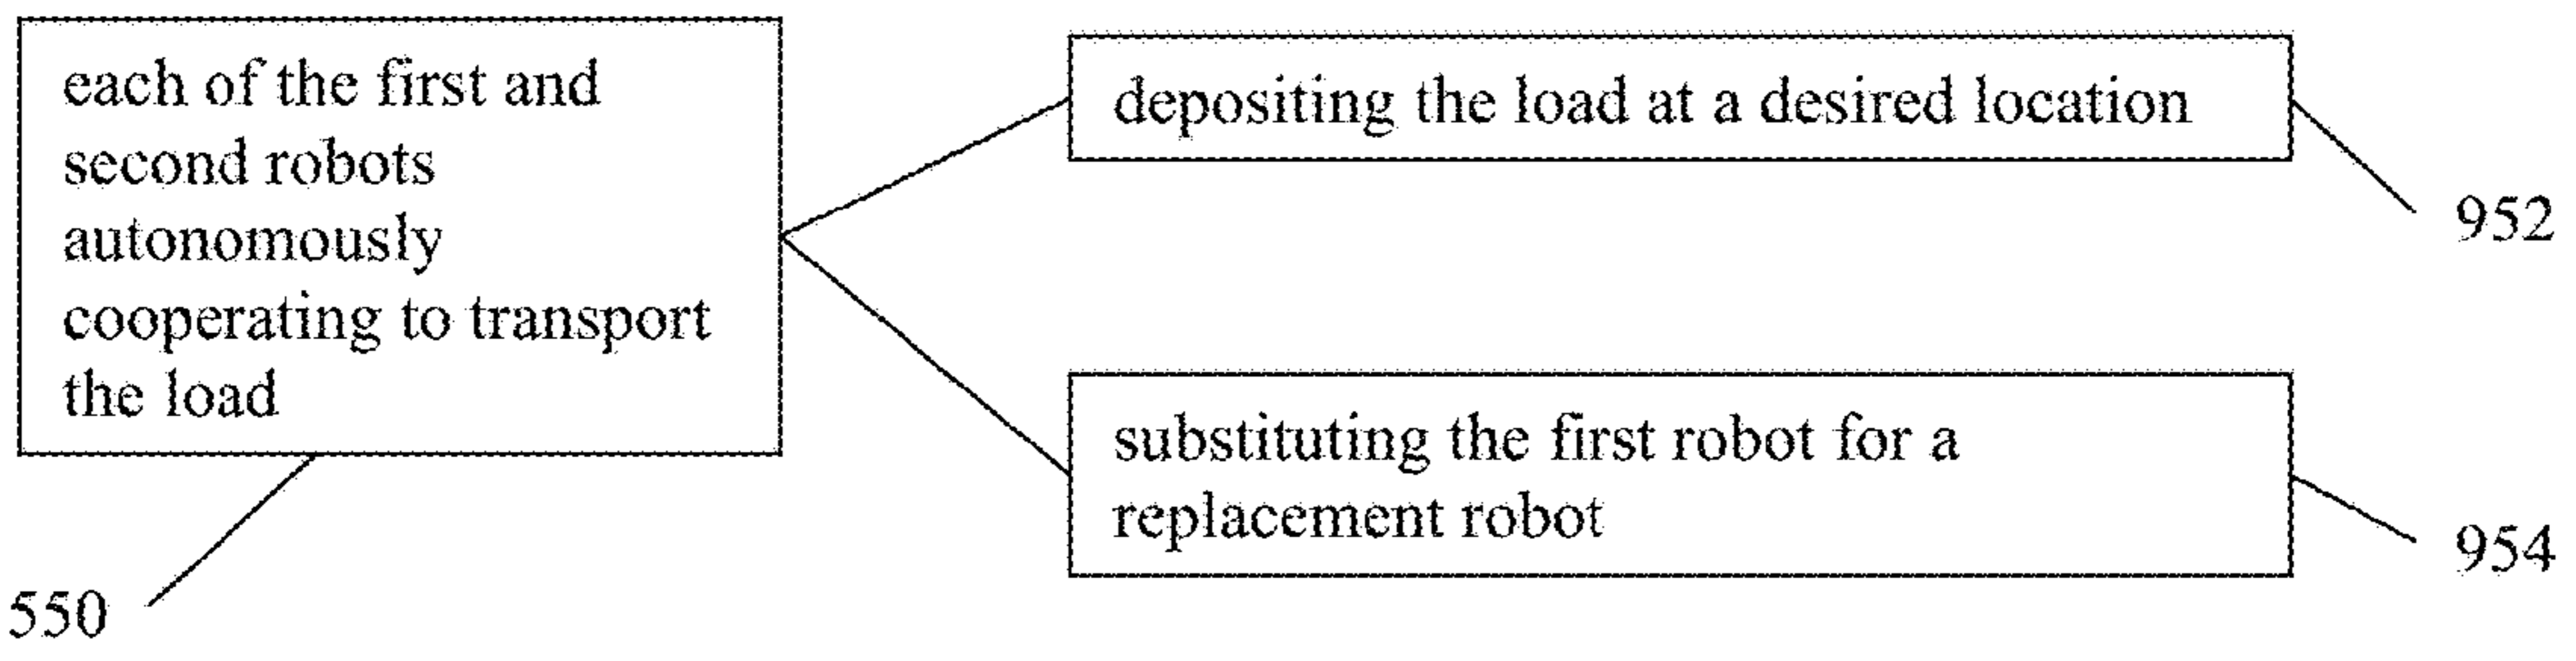 each of the first and
second robots
autonomously
cooperating to transport
the load
550
depositing the load at a desired location
952
substituting the first robot for a
replacement robot
954